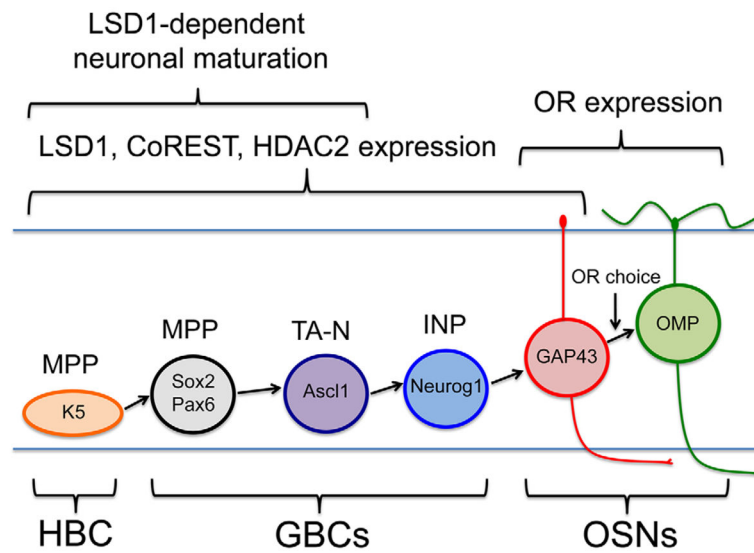 LSD1-dependent
neuronal maturation
OR expression
LSD1, CoREST, HDAC2 expression
OR choice
MPP
MPP
TA-N
INP
K5
Sox2
Pax6
Ascl1
Neurog1
GAP43
OMP
HBC
GBCs
OSNs